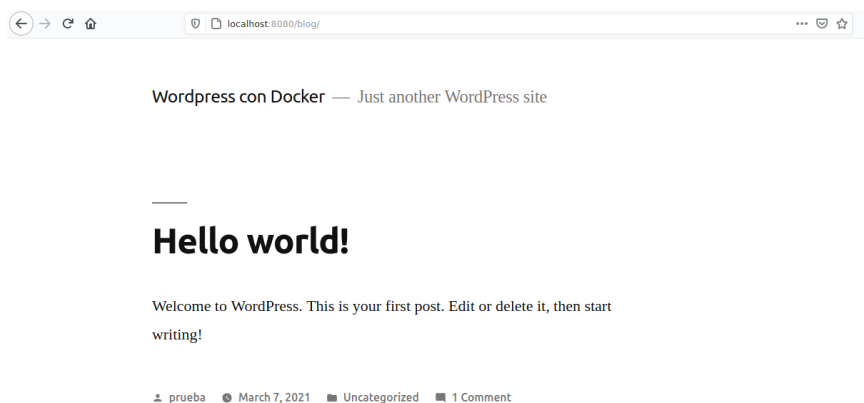 localhost:8080/blog/
Wordpress con Docker — Just another WordPress site
Hello world!
Welcome to WordPress. This is your first post. Edit or delete it, then start
writing!
prueba March 7, 2021 Uncategorized 1 Comment